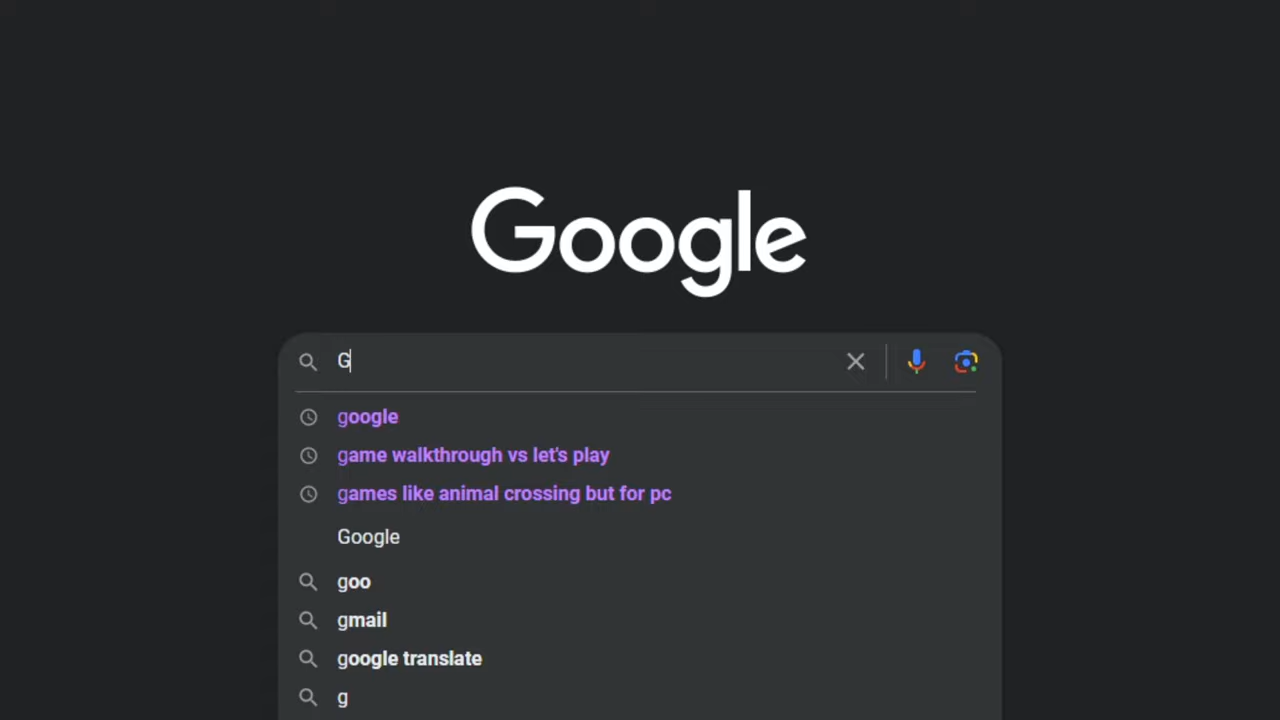 Google
G
google
game walkthrough vs let's play
games like animal crossing but for pc
Google
goo
gmail
google translate
g